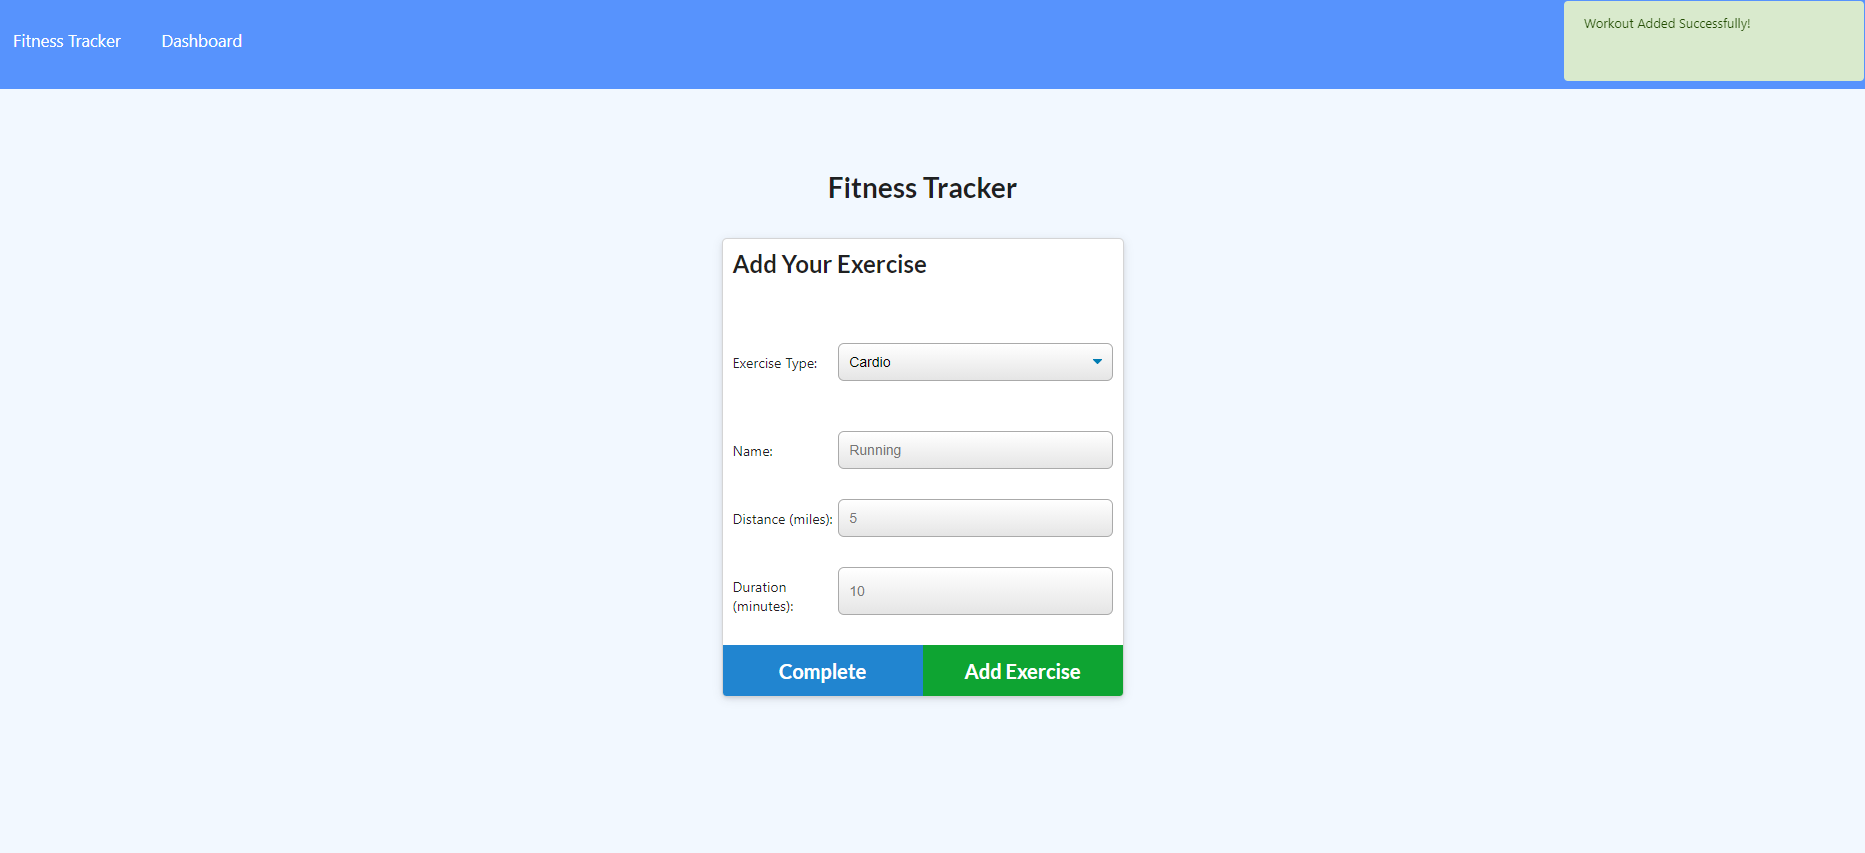 Fitness Tracker
Dashboard
Workout Added Successfully!
Fitness Tracker
Add Your Exercise
Exercise Type:
Cardio
Name:
Running
Distance (miles):
5
Duration
(minutes):
10
Complete
Add Exercise